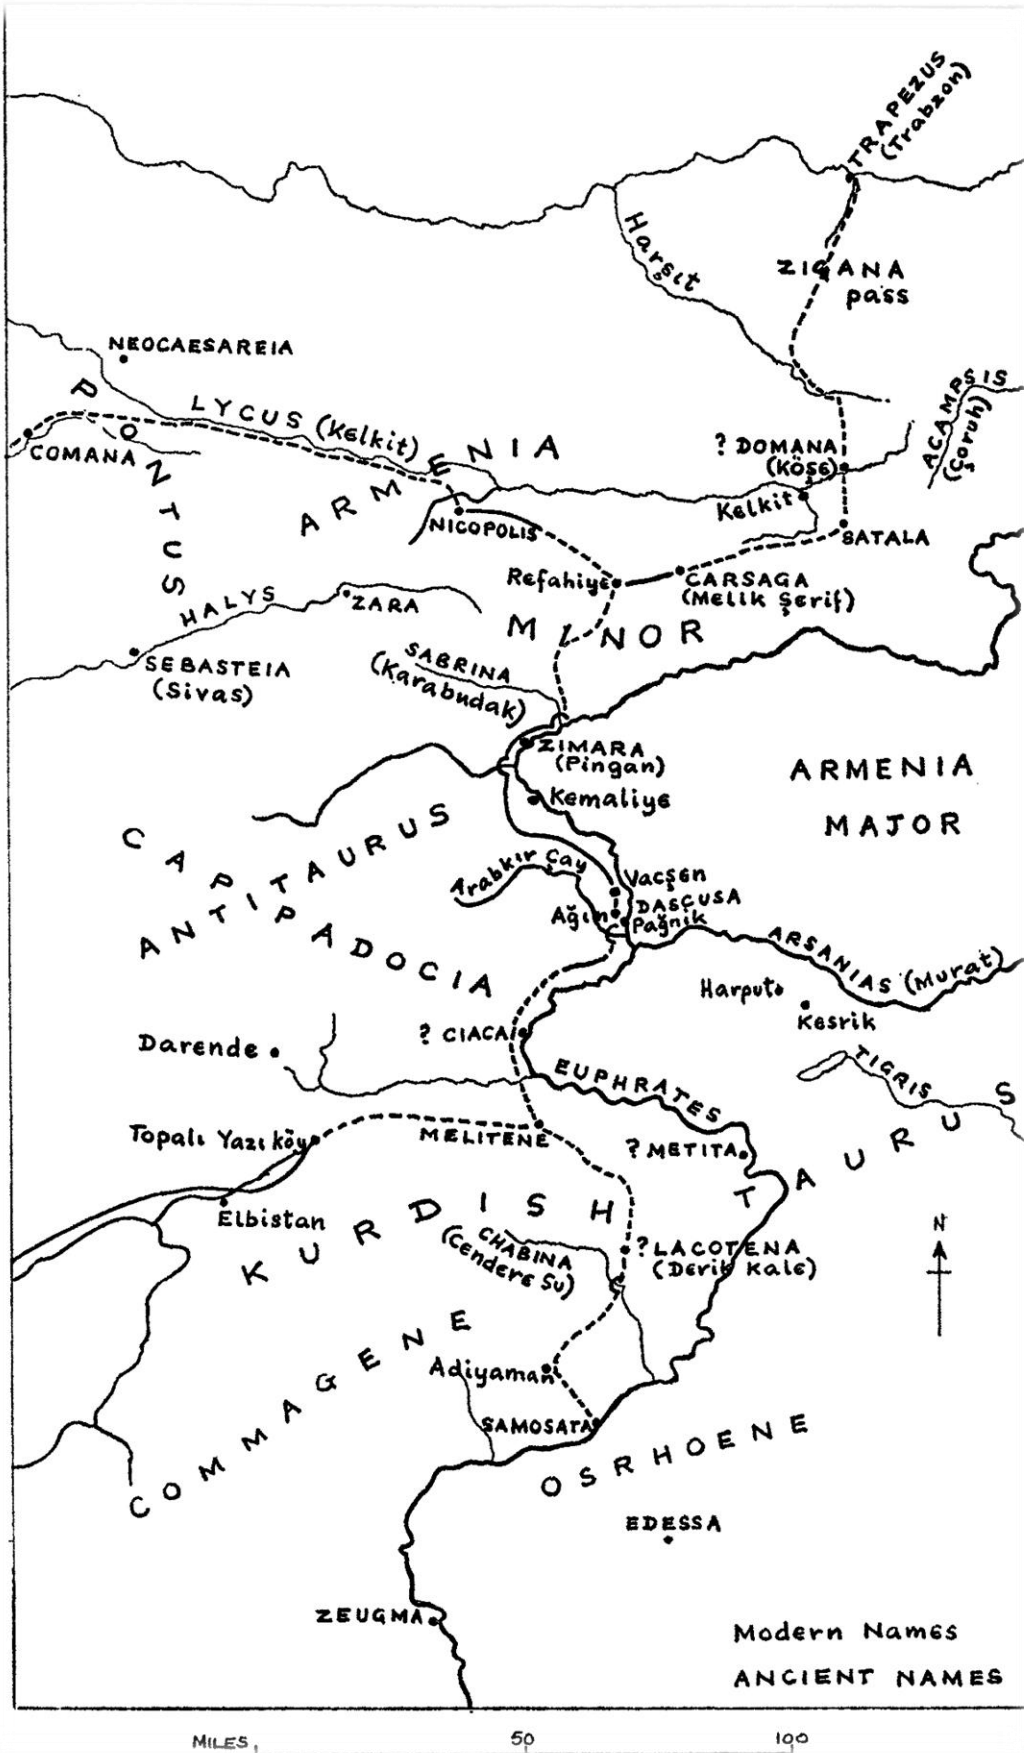 TRAPEZUS
(Trabzon)
Harşıt
ZIGANA
pass
NEOCAESAREIA
PONTUS
LYCUS (Kelkit)
ACAMPSIS
(Çoruh)
COMANA
ARMENIA
? DOMANA
(KÖSE)
Kelkit
NICOPOLIS
SATALA
Refahiye
CARSAGA
(Melik Şerif)
HALYS
ZARA
MINOR
SEBASTEIA
(Sivas)
SABRINA
(Karabudak)
ZIMARA
(Pingan)
ARMENIA
MAJOR
Kemaliye
CAPPADOCIA
ANTITAURUS
Arabkır Çay
Vacşen
DASCUSA
Ağın
Pağnik
ARSANIAS (Murat)
Harput
Kesrik
? CIACA
Darende
EUPHRATES
TIGRIS
Topalı Yazı köy
MELITENE
? METITA
KURDISH TAURUS
Elbistan
CHABINA
(Cendere Su)
? LACOTENA
(Derik Kale)
COMMAGENE
Adiyaman
SAMOSATA
OSRHOENE
EDESSA
ZEUGMA
N
Modern Names
ANCIENT NAMES
MILES 50 100